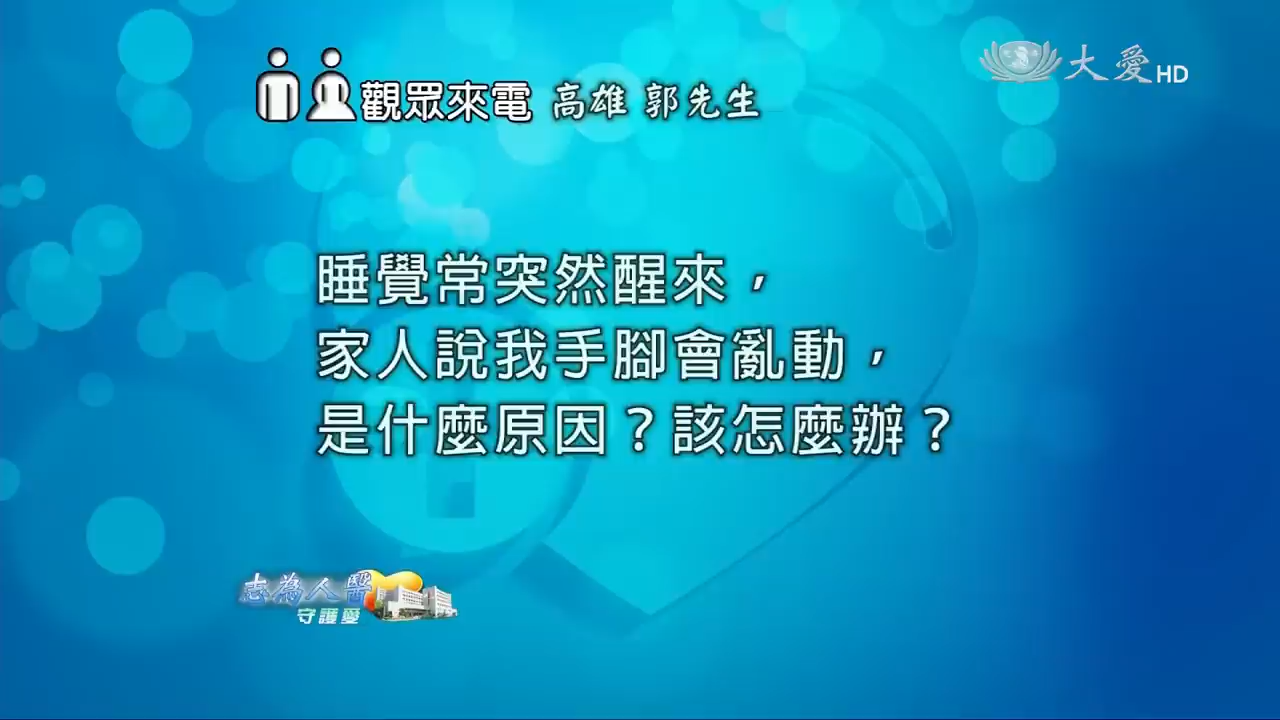 觀眾來電 高雄 郭先生
大愛HD
睡覺常突然醒來，
家人說我手腳會亂動，
是什麼原因？該怎麼辦？
志為人醫
守護愛